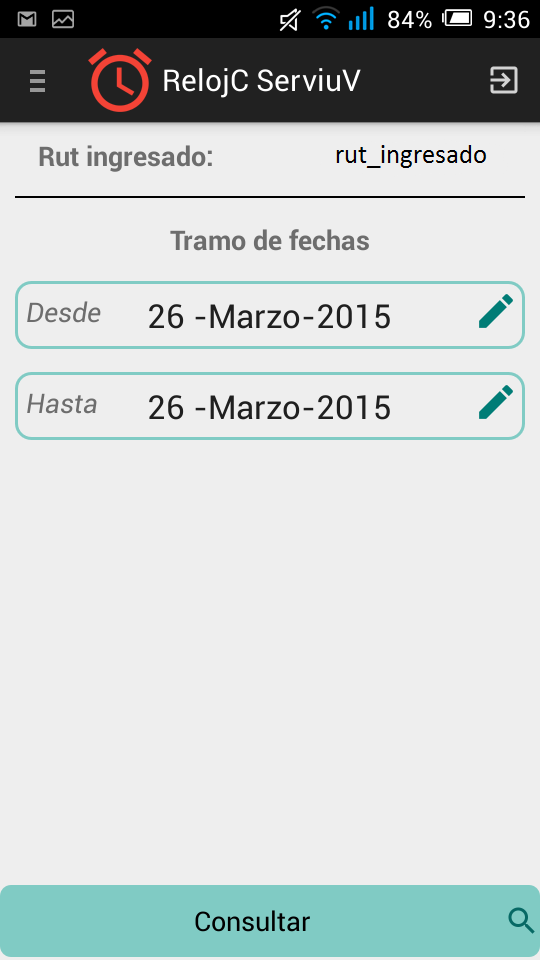 84% 9:36
RelojC ServiuV
Rut ingresado: rut_ingresado
Tramo de fechas
Desde 26 -Marzo-2015
Hasta 26 -Marzo-2015
Consultar